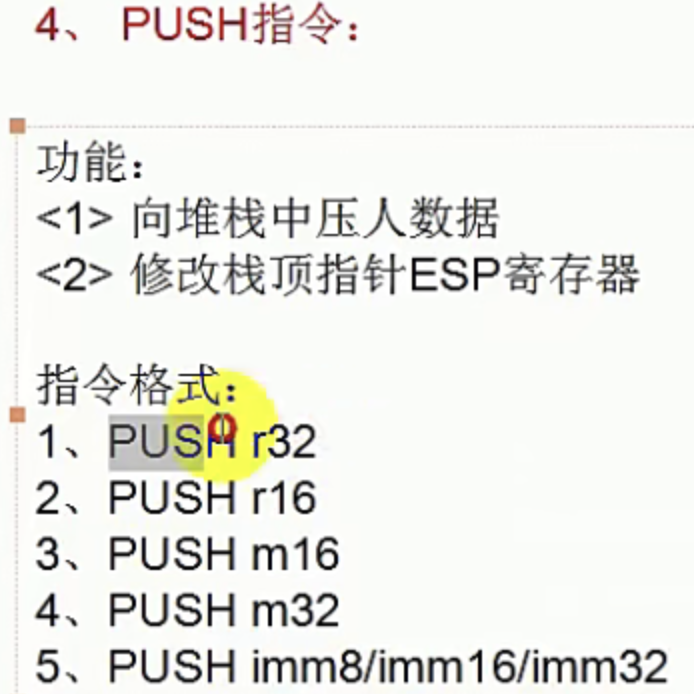 4、 PUSH指令：
功能：
<1> 向堆栈中压人数据
<2> 修改栈顶指针ESP寄存器
指令格式：
1、PUSH r32
2、PUSH r16
3、PUSH m16
4、PUSH m32
5、PUSH imm8/imm16/imm32